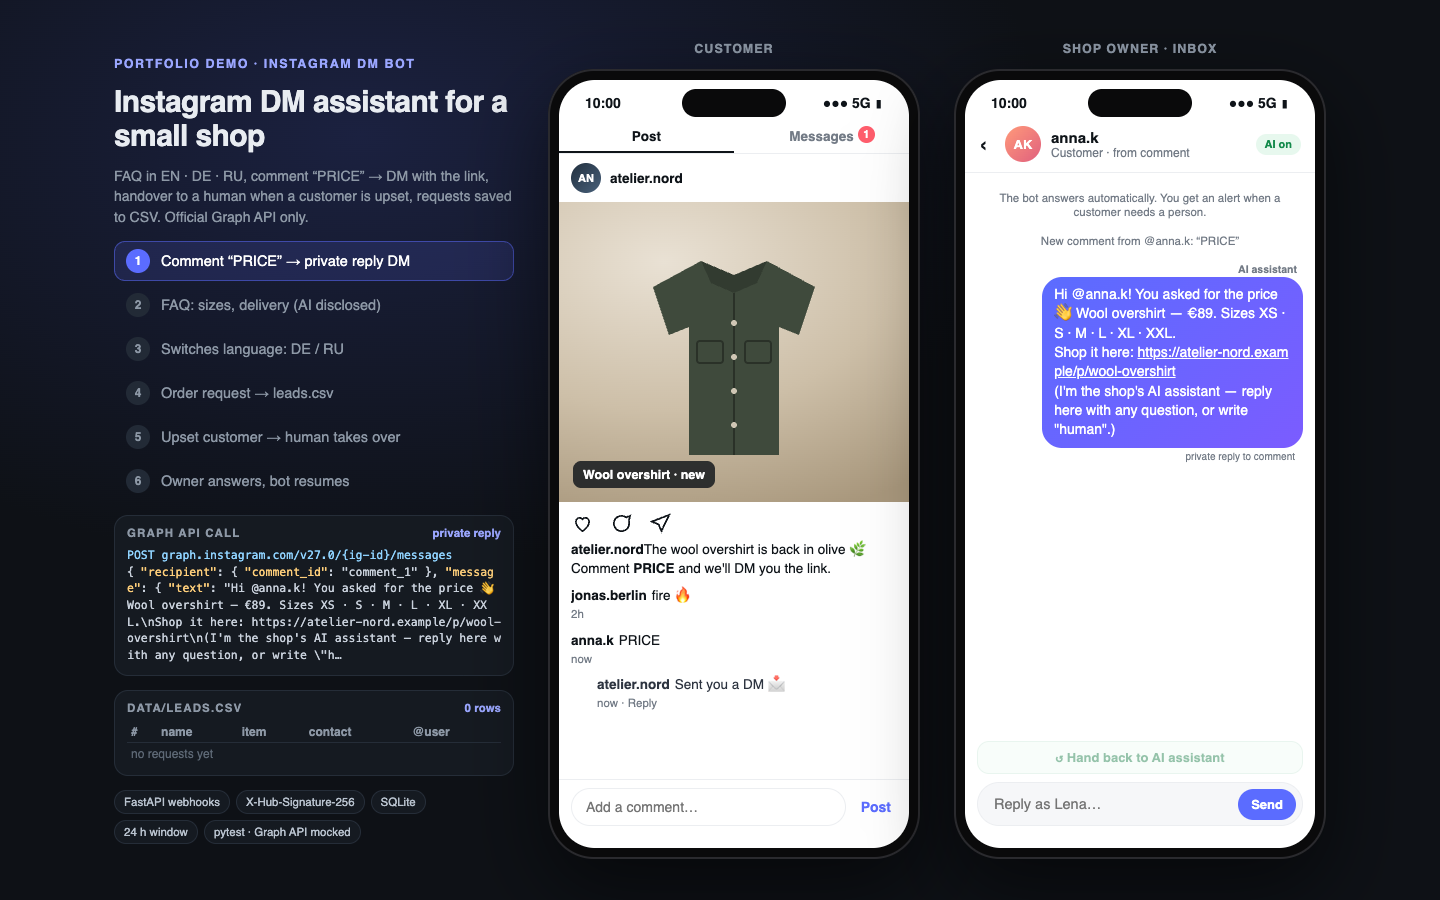 PORTFOLIO DEMO · INSTAGRAM DM BOT
Instagram DM assistant for a
small shop
FAQ in EN · DE · RU, comment “PRICE” → DM with the link,
handover to a human when a customer is upset, requests saved
to CSV. Official Graph API only.
1 Comment “PRICE” → private reply DM
2 FAQ: sizes, delivery (AI disclosed)
3 Switches language: DE / RU
4 Order request → leads.csv
5 Upset customer → human takes over
6 Owner answers, bot resumes
GRAPH API CALL private reply
POST graph.instagram.com/v27.0/{ig-id}/messages
{ "recipient": { "comment_id": "comment_1" }, "messag
e": { "text": "Hi @anna.k! You asked for the price 👋
Wool overshirt — €89. Sizes XS · S · M · L · XL · XX
L.\nShop it here: https://atelier-nord.example/p/wool-
overshirt\n(I'm the shop's AI assistant — reply here w
ith any question, or write \"h…
DATA/LEADS.CSV 0 rows
# name item contact @user
no requests yet
FastAPI webhooks X-Hub-Signature-256 SQLite
24 h window pytest · Graph API mocked
CUSTOMER
10:00 5G
Post Messages 1
AN atelier.nord
Wool overshirt · new
atelier.nordThe wool overshirt is back in olive 🌿
Comment PRICE and we'll DM you the link.
jonas.berlin fire 🔥
2h
anna.k PRICE
now
atelier.nord Sent you a DM 📩
now · Reply
Add a comment… Post
SHOP OWNER · INBOX
10:00 5G
‹ AK anna.k AI on
Customer · from comment
The bot answers automatically. You get an alert when a
customer needs a person.
New comment from @anna.k: “PRICE”
AI assistant
Hi @anna.k! You asked for the price
👋 Wool overshirt — €89. Sizes XS ·
S · M · L · XL · XXL.
Shop it here: https://atelier-nord.exam
ple/p/wool-overshirt
(I'm the shop's AI assistant — reply
here with any question, or write
"human".)
private reply to comment
↺ Hand back to AI assistant
Reply as Lena… Send